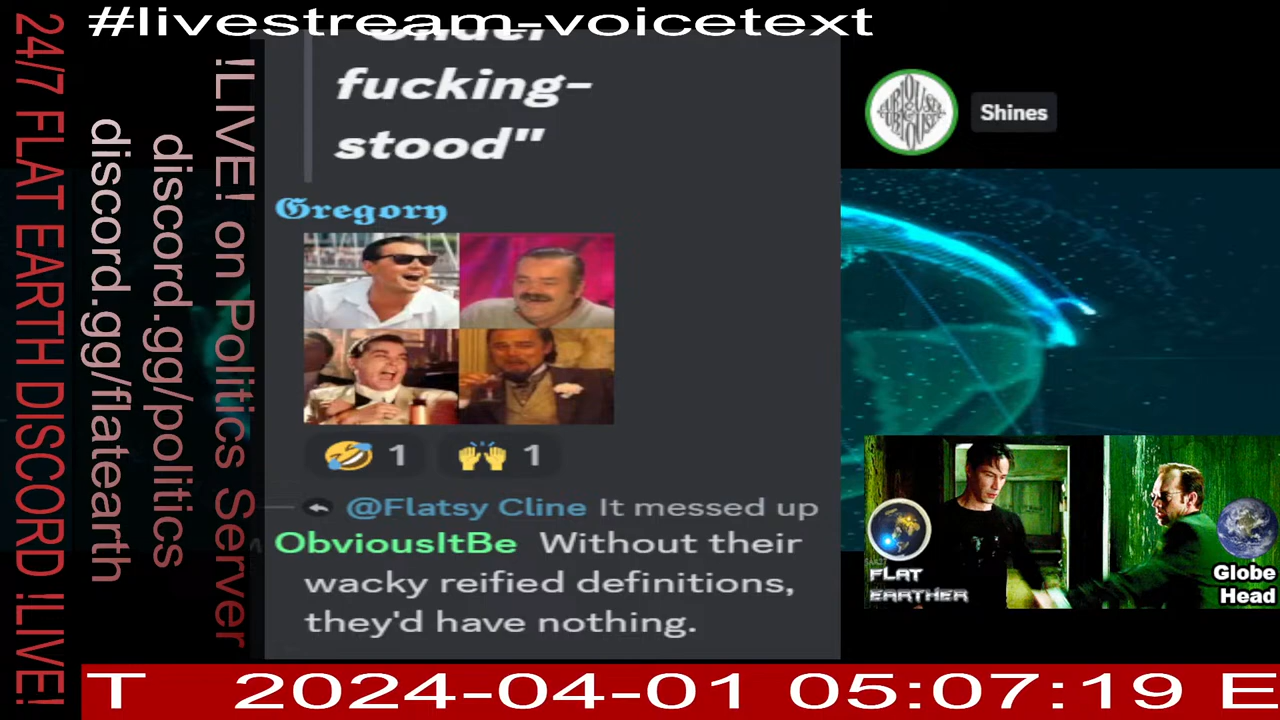 #livestream-voicetext
24/7 FLAT EARTH DISCORD !LIVE!
discord.gg/flatearth
discord.gg/politics
!LIVE! on Politics Server
fucking-
stood"
Gregory
🤣 1 🙌 1
@Flatsy Cline It messed up
ObviousItBe Without their
wacky reified definitions,
they'd have nothing.
Shines
FLAT
EARTHER
Globe
Head
T 2024-04-01 05:07:19 E